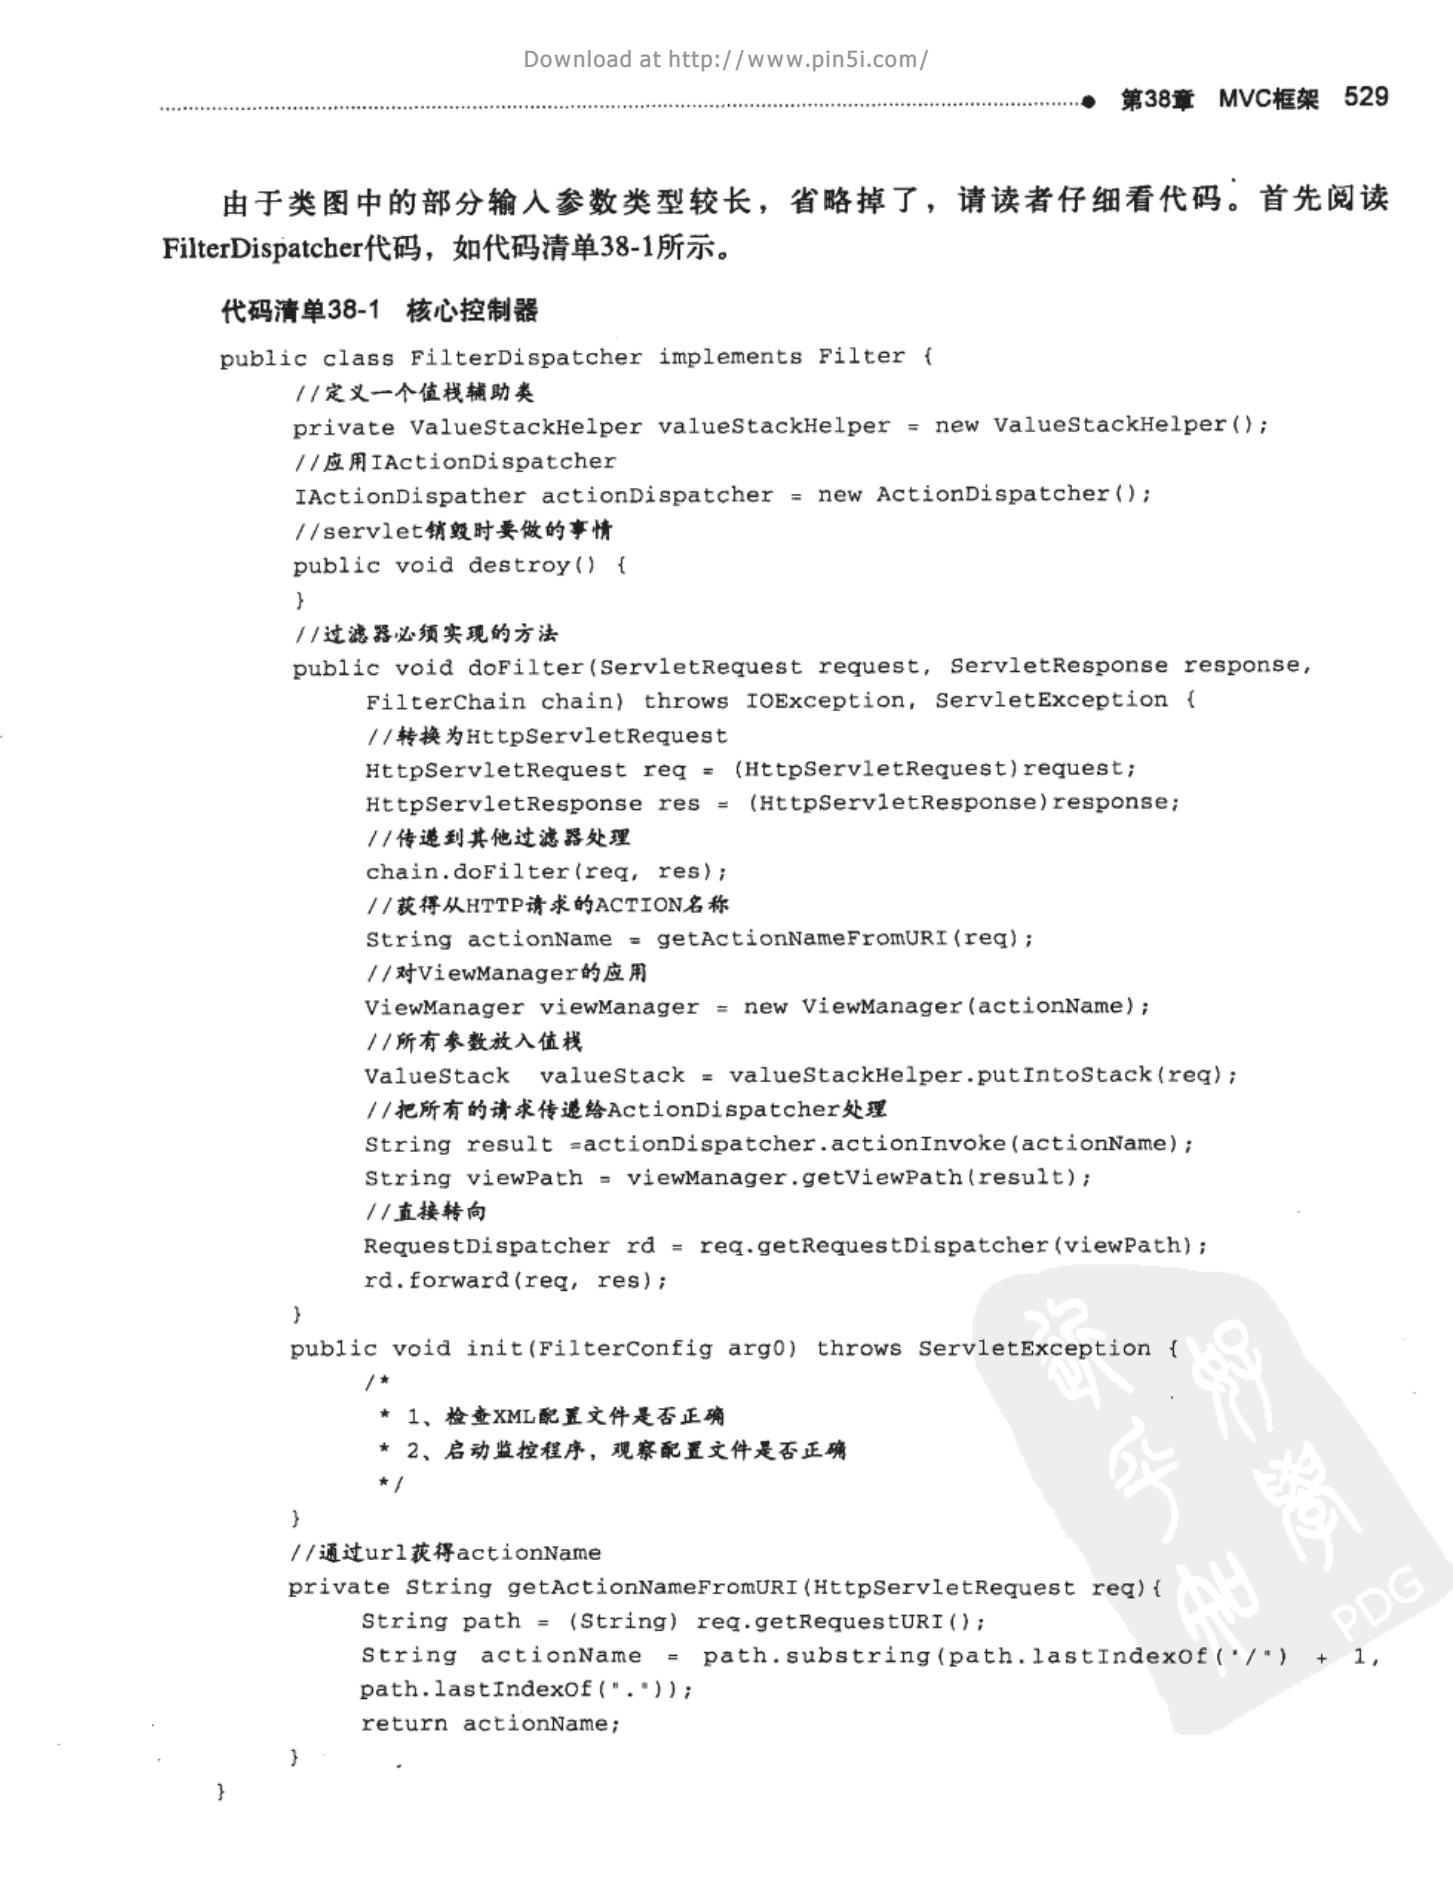 Download at http://www.pin5i.com/
第38章 MVC框架 529
由于类图中的部分输入参数类型较长，省略掉了，请读者仔细看代码。首先阅读
FilterDispatcher代码，如代码清单38-1所示。
代码清单38-1 核心控制器
public class FilterDispatcher implements Filter {
//定义一个值栈辅助类
private ValueStackHelper valueStackHelper = new ValueStackHelper();
//应用IActionDispatcher
IActionDispather actionDispatcher = new ActionDispatcher();
//servlet销毁时要做的事情
public void destroy() {
}
//过滤器必须实现的方法
public void doFilter(ServletRequest request, ServletResponse response,
FilterChain chain) throws IOException, ServletException {
//转换为HttpServletRequest
HttpServletRequest req = (HttpServletRequest)request;
HttpServletResponse res = (HttpServletResponse)response;
//传递到其他过滤器处理
chain.doFilter(req, res);
//获得从HTTP请求的ACTION名称
String actionName = getActionNameFromURI(req);
//对ViewManager的应用
ViewManager viewManager = new ViewManager(actionName);
//所有参数放入值栈
ValueStack valueStack = valueStackHelper.putIntoStack(req);
//把所有的请求传递给ActionDispatcher处理
String result =actionDispatcher.actionInvoke(actionName);
String viewPath = viewManager.getViewPath(result);
//直接转向
RequestDispatcher rd = req.getRequestDispatcher(viewPath);
rd.forward(req, res);
}
public void init(FilterConfig arg0) throws ServletException {
/*
* 1、检查XML配置文件是否正确
* 2、启动监控程序，观察配置文件是否正确
*/
}
//通过url获得actionName
private String getActionNameFromURI(HttpServletRequest req){
String path = (String) req.getRequestURI();
String actionName = path.substring(path.lastIndexOf("/") + 1,
path.lastIndexOf("."));
return actionName;
}
}
PDG